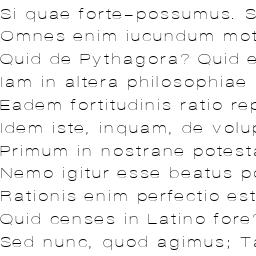 Si quae forte-possumus. S
Omnes enim iucundum mot
Quid de Pythagora? Quid e
Iam in altera philosophiae
Eadem fortitudinis ratio rep
Idem iste, inquam, de volup
Primum in nostrane potesta
Nemo igitur esse beatus po
Rationis enim perfectio est
Quid censes in Latino fore?
Sed nunc, quod agimus; Ta